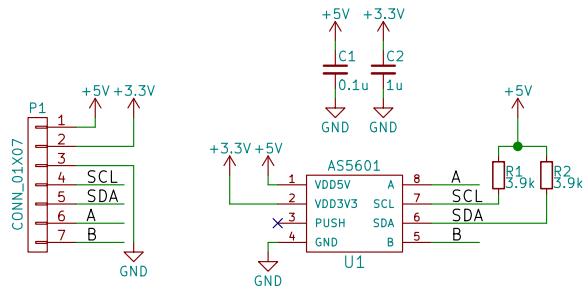 +5V
+3.3V
C1
C2
0.1u
1u
GND
GND
P1
+5V
+3.3V
CONN_01X07
1
2
3
4
SCL
5
SDA
6
A
7
B
GND
+3.3V
+5V
AS5601
1
VDD5V
A
8
A
2
VDD3V3
SCL
7
SCL
3
PUSH
SDA
6
SDA
4
GND
B
5
B
U1
GND
+5V
R1
3.9k
R2
3.9k